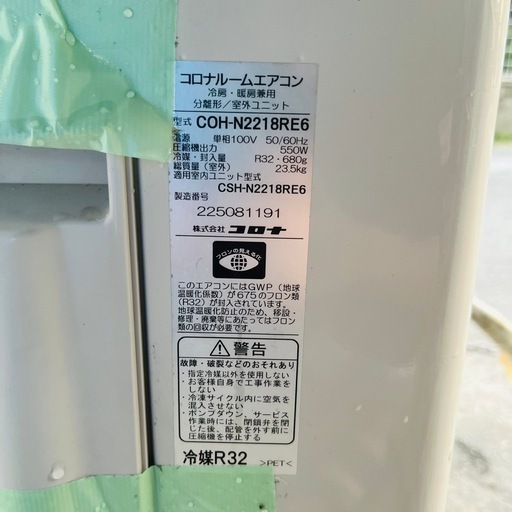 コロナルームエアコン
冷房・暖房兼用
分離形/室外ユニット
型式 COH-N2218RE6
電源 単相100V 50/60Hz
圧縮機出力 550W
冷媒・封入量 R32・680g
総質量(室外) 23.5kg
適用室内ユニット型式
CSH-N2218RE6
製造番号
225081191
株式会社 コロナ
フロンの見える化
このエアコンにはGWP(地球
温暖化係数)が675のフロン類
(R32)が封入されています。
地球温暖化防止のため、移設・
修理・廃棄等にあたってはフロン
類の回収が必要です。
警告
故障・破裂などのおそれあり
・指定冷媒以外を使用しない
・お客様自身で工事作業を
しない
・冷凍サイクル内に空気を
混入させない
・ポンプダウン、サービス
作業時には、閉鎖弁を閉
じた後、配管を外す前に
圧縮機を停止する
冷媒R32 >PET<